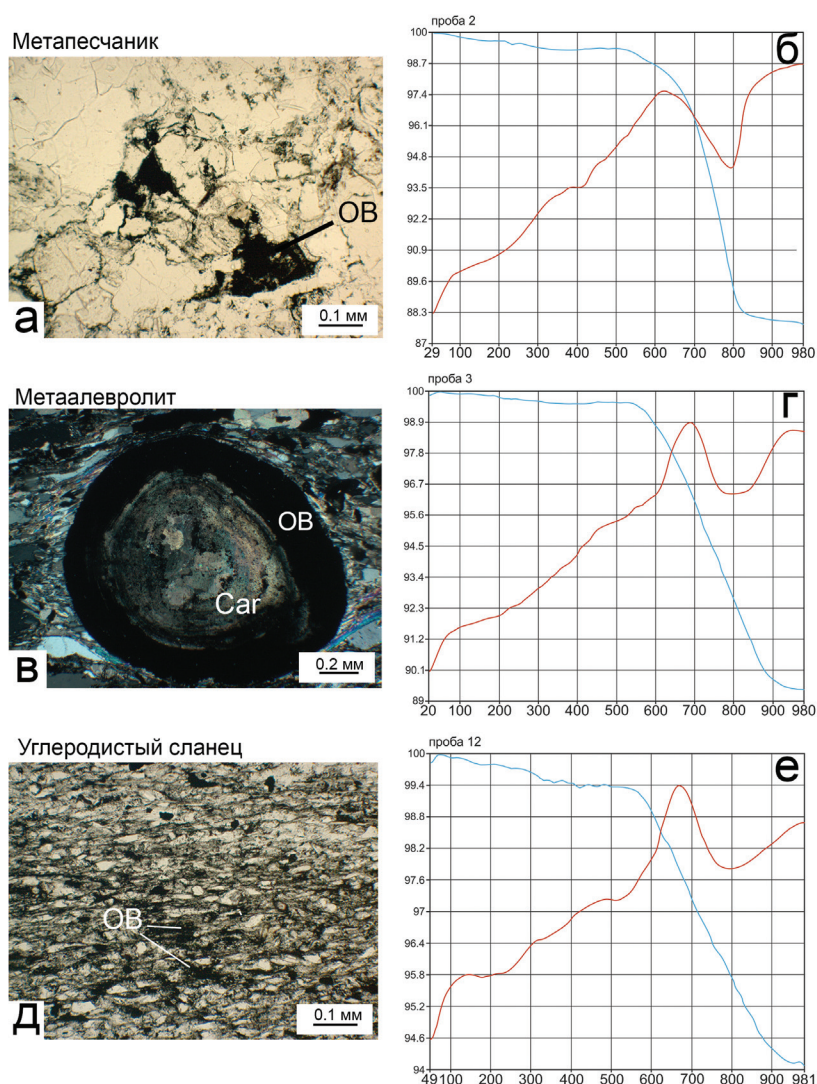 Метапесчаник
ОВ
0.1 мм
а
проба 2
б
100
98.7
97.4
96.1
94.8
93.5
92.2
90.9
89.6
88.3
87
29 100 200 300 400 500 600 700 800 900 980
Метаалевролит
ОВ
Car
0.2 мм
в
проба 3
г
100
98.9
97.8
96.7
95.6
94.5
93.4
92.3
91.2
90.1
89
20 100 200 300 400 500 600 700 800 900 980
Углеродистый сланец
ОВ
0.1 мм
д
проба 12
е
100
99.4
98.8
98.2
97.6
97
96.4
95.8
95.2
94.6
94
49 100 200 300 400 500 600 700 800 900 981